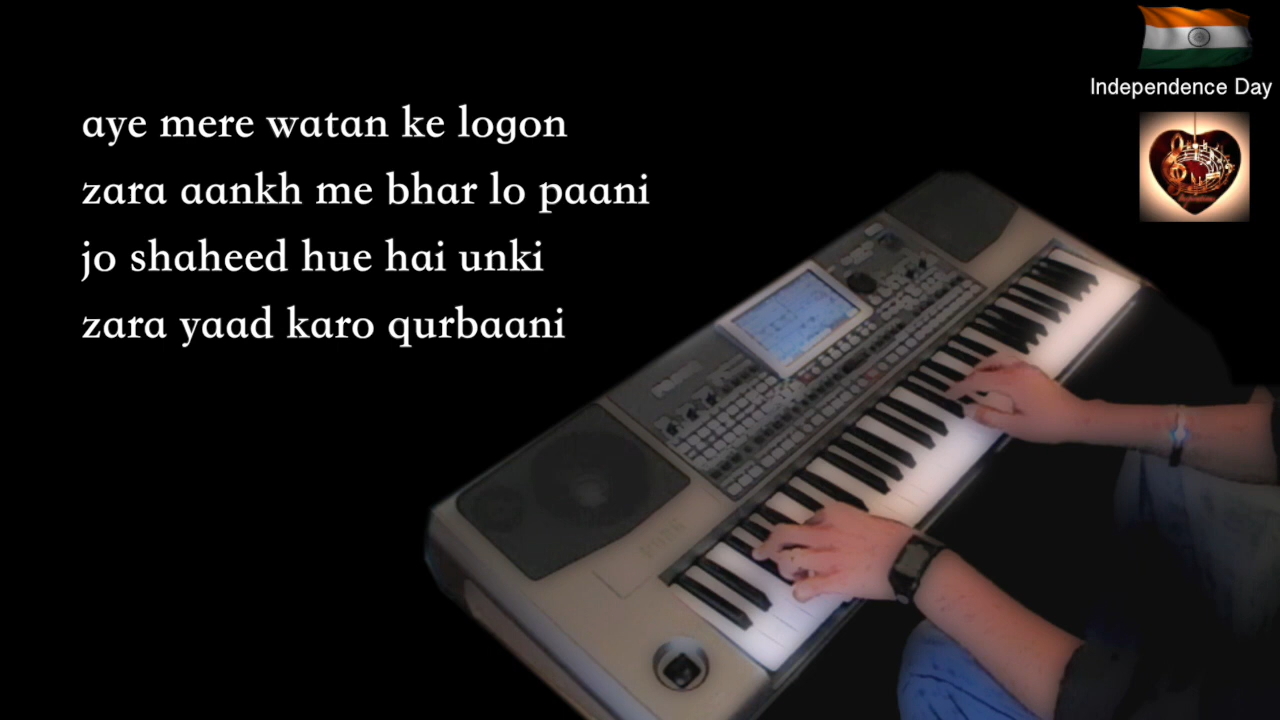 aye mere watan ke logon
zara aankh me bhar lo paani
jo shaheed hue hai unki
zara yaad karo qurbaani
Independence Day